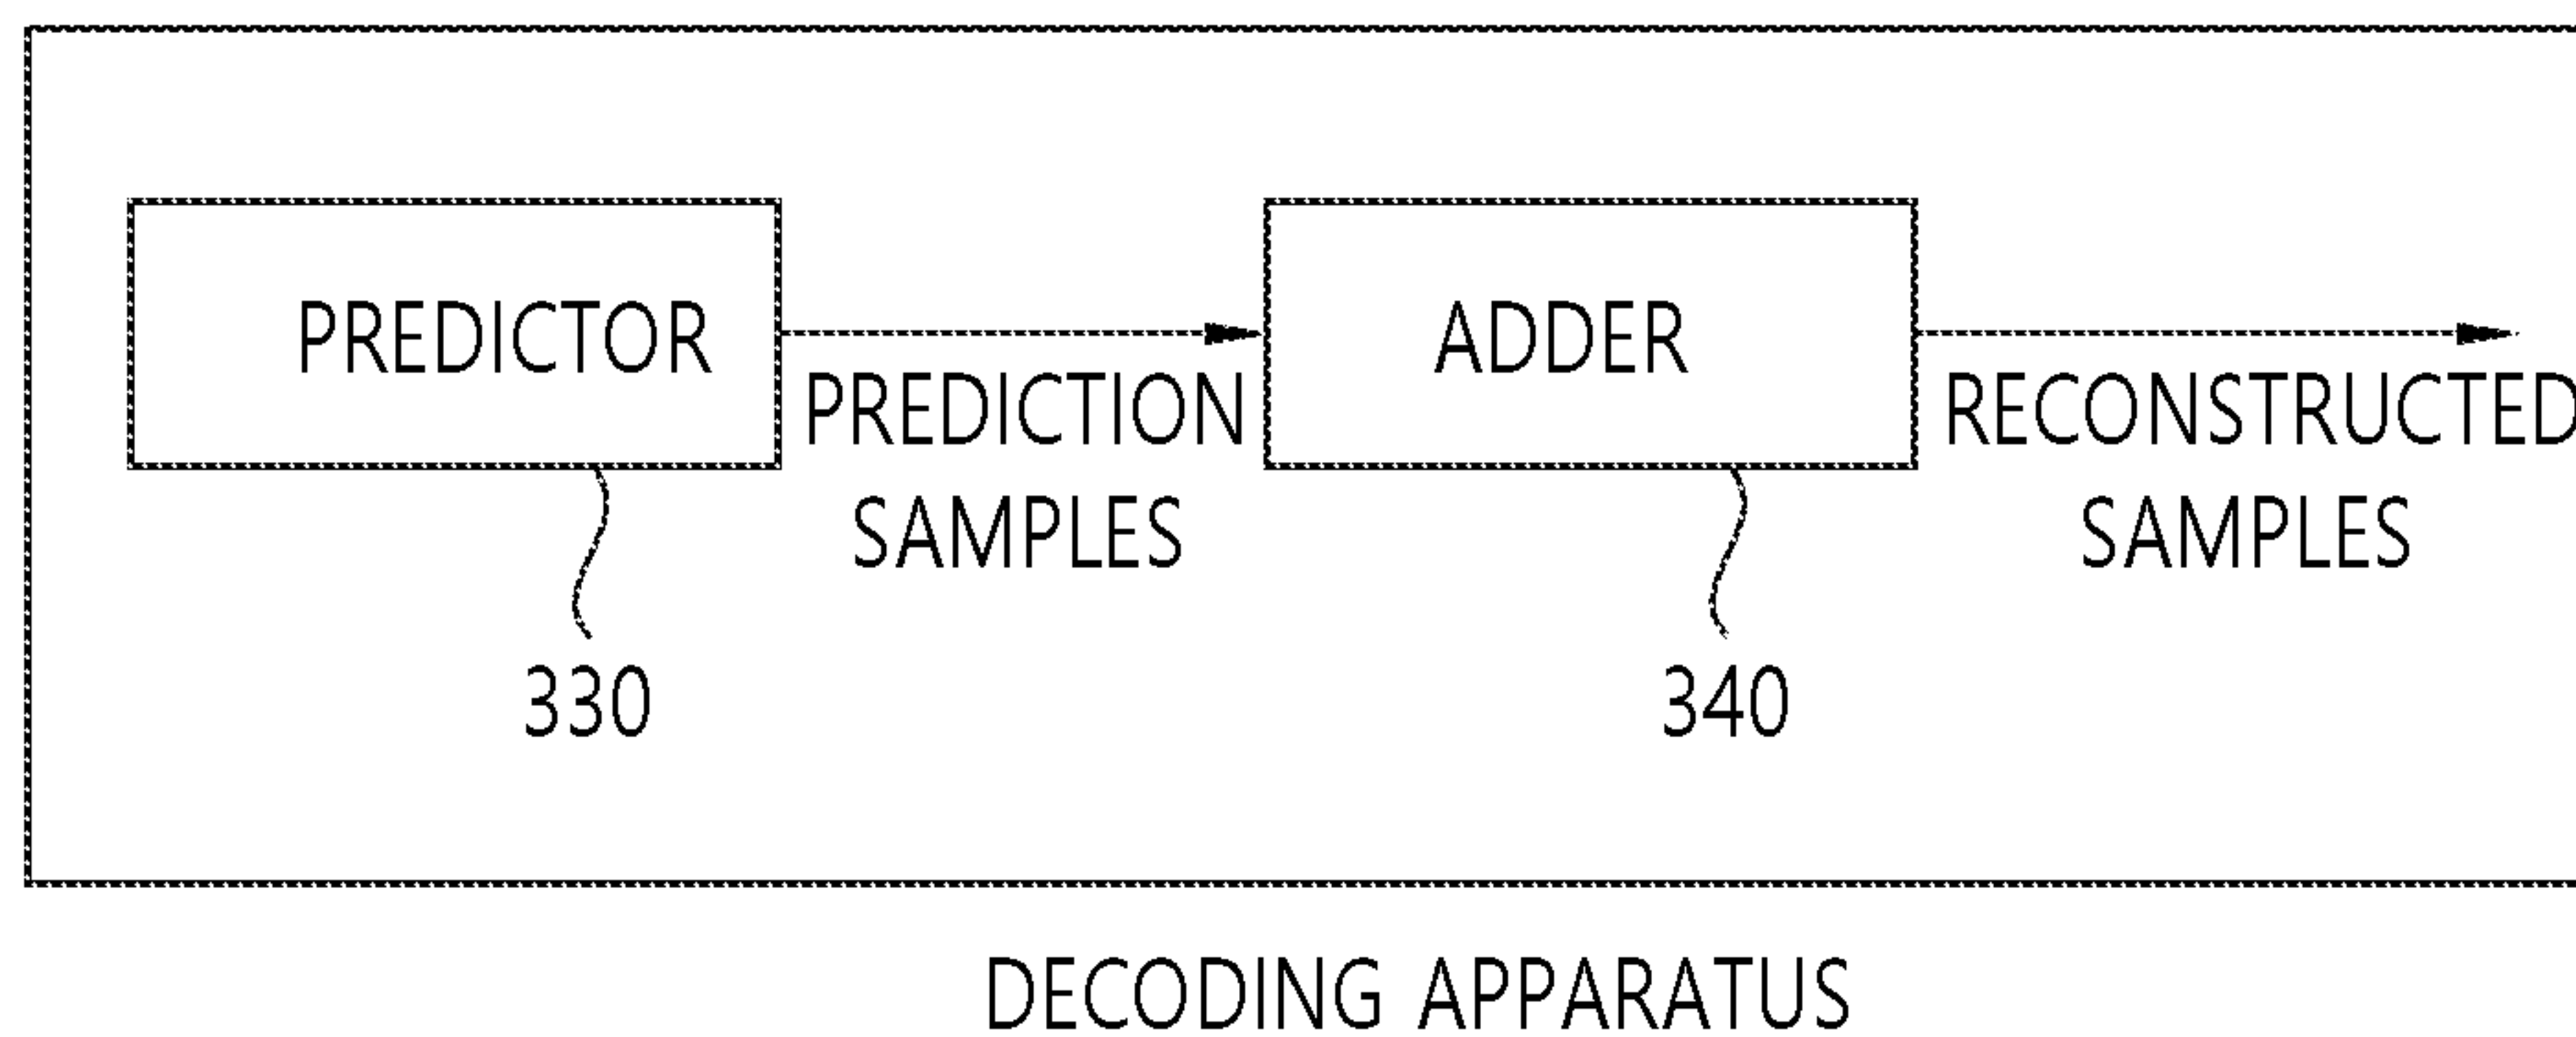 PREDICTOR
PREDICTION
SAMPLES
330
ADDER
RECONSTRUCTED
SAMPLES
340
DECODING APPARATUS